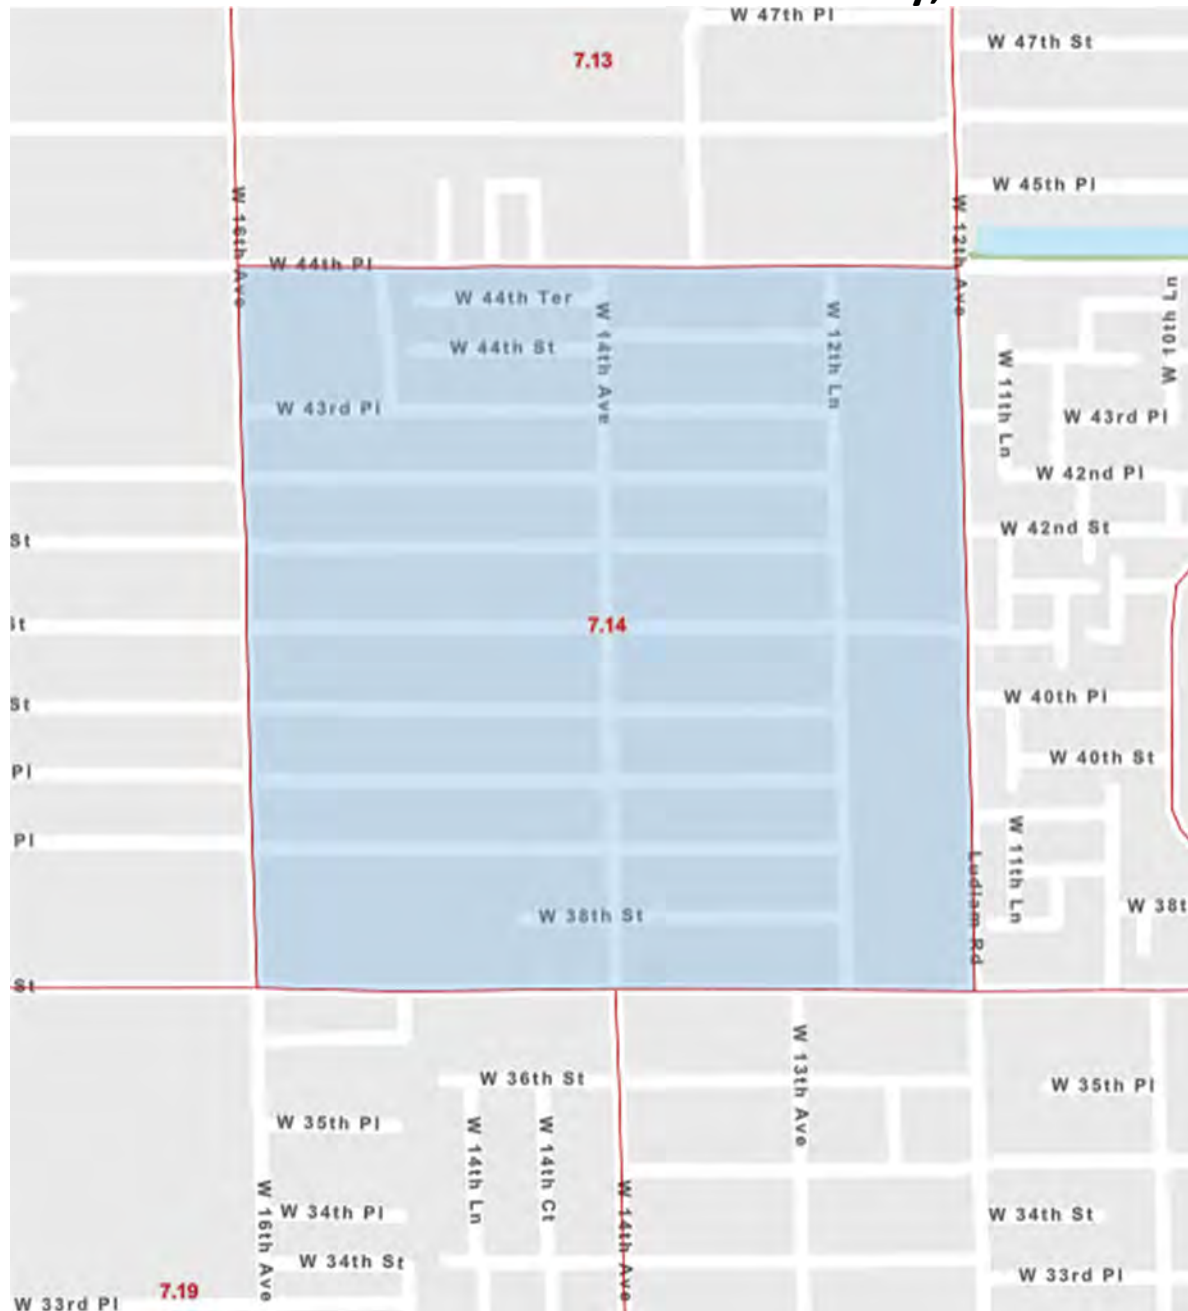 W 47th Pl
W 47th St
7.13
W 45th Pl
W 16th Ave
W 12th Ave
W 44th Pl
W 44th Ter
W 14th Ave
W 12th Ln
W 10th Ln
W 44th St
W 11th Ln
W 43rd Pl
W 43rd Pl
W 42nd Pl
W 42nd St
St
St
7.14
W 40th Pl
St
W 40th St
Pl
Pl
W 11th Ln
Ludlam Rd
W 38th St
W 38t
St
W 13th Ave
W 36th St
W 35th Pl
W 35th Pl
W 14th Ln
W 14th Ct
W 16th Ave
W 14th Ave
W 34th Pl
W 34th St
W 34th St
W 33rd Pl
7.19
W 33rd Pl